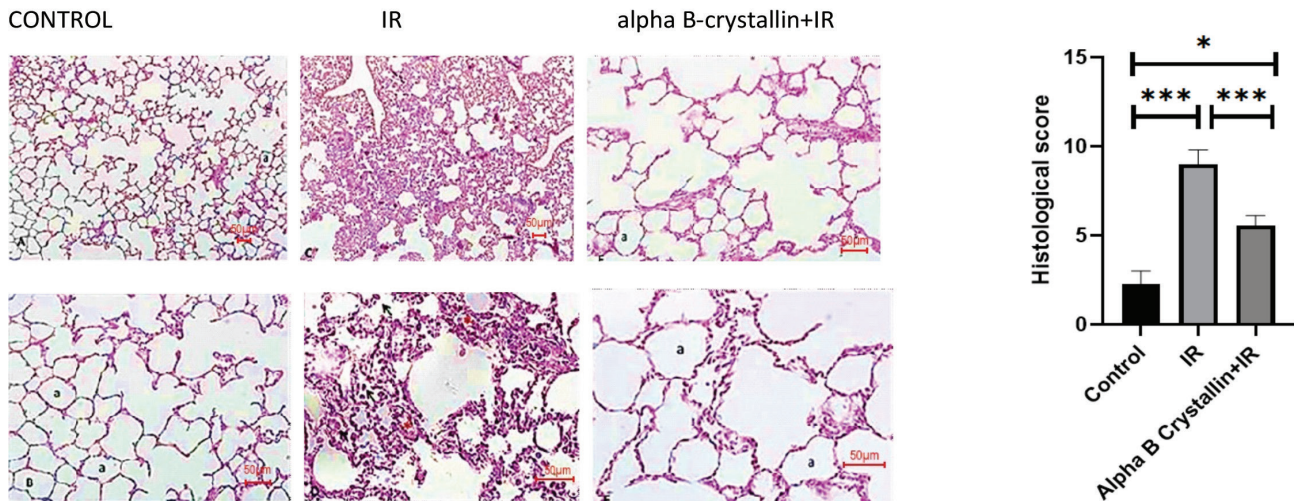 CONTROL IR alpha B-crystallin+IR
a
50µm
A
50µm
C
a
50µm
a
a
50µm
B
50µm
a
a
50µm
15
10
5
0
Histological score
*
*** ***
Control
IR
Alpha B Crystallin+IR